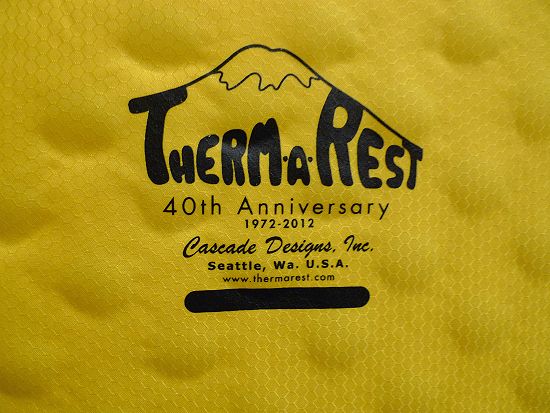 THERM·A·REST
40th Anniversary
1972-2012
Cascade Designs, Inc.
Seattle, Wa. U.S.A.
www.thermarest.com